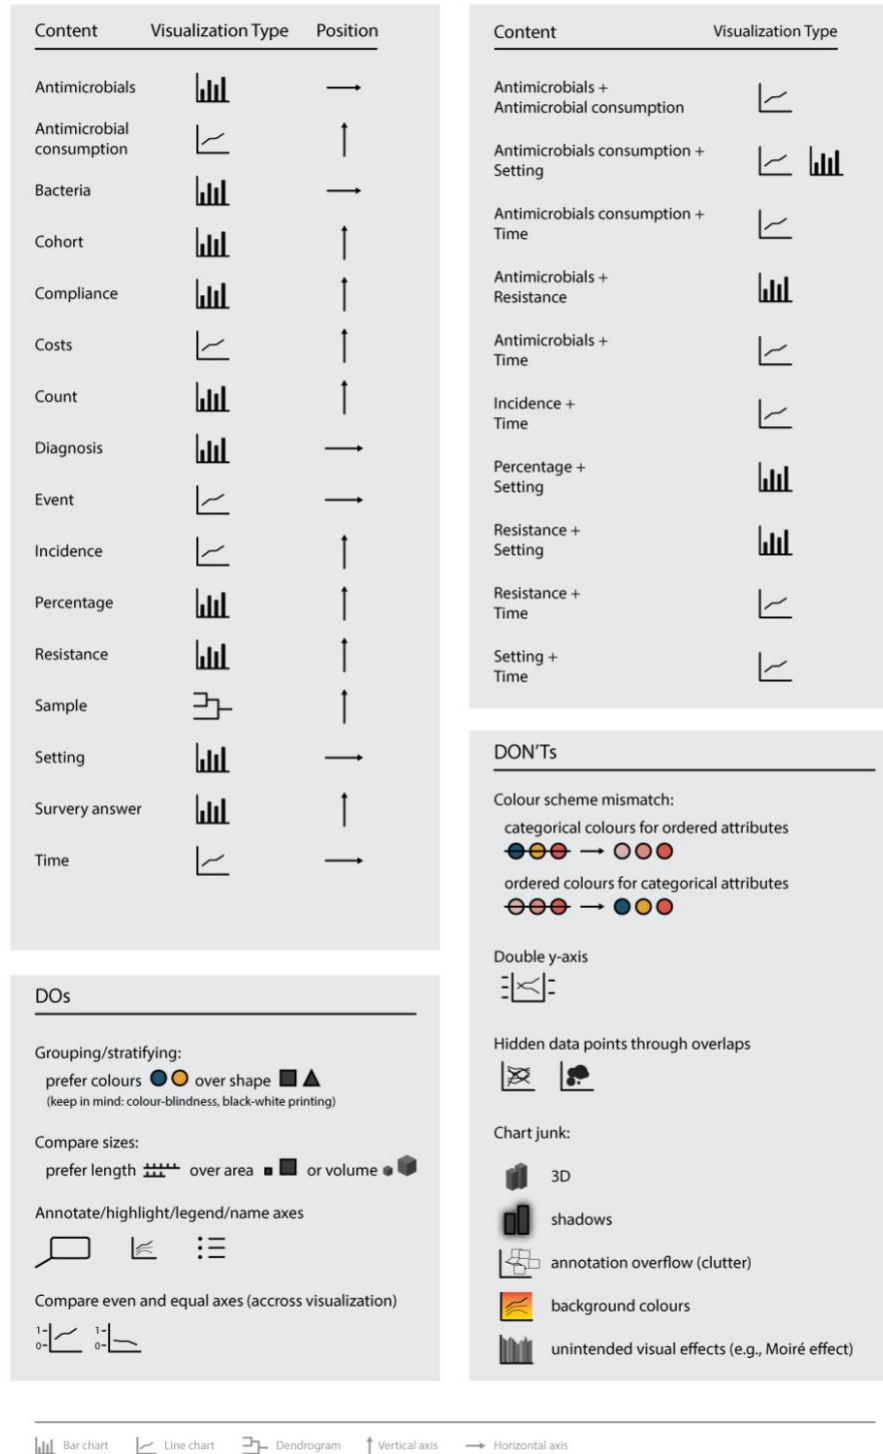 Content Visualization Type Position
Antimicrobials
Antimicrobial
consumption
Bacteria
Cohort
Compliance
Costs
Count
Diagnosis
Event
Incidence
Percentage
Resistance
Sample
Setting
Survery answer
Time
Content Visualization Type
Antimicrobials +
Antimicrobial consumption
Antimicrobials consumption +
Setting
Antimicrobials consumption +
Time
Antimicrobials +
Resistance
Antimicrobials +
Time
Incidence +
Time
Percentage +
Setting
Resistance +
Setting
Resistance +
Time
Setting +
Time
DOs
Grouping/stratifying:
prefer colours over shape
(keep in mind: colour-blindness, black-white printing)
Compare sizes:
prefer length over area or volume
Annotate/highlight/legend/name axes
Compare even and equal axes (accross visualization)
1- 1-
0- 0-
DON'Ts
Colour scheme mismatch:
categorical colours for ordered attributes
ordered colours for categorical attributes
Double y-axis
Hidden data points through overlaps
Chart junk:
3D
shadows
annotation overflow (clutter)
background colours
unintended visual effects (e.g., Moiré effect)
Bar chart Line chart Dendrogram Vertical axis Horizontal axis